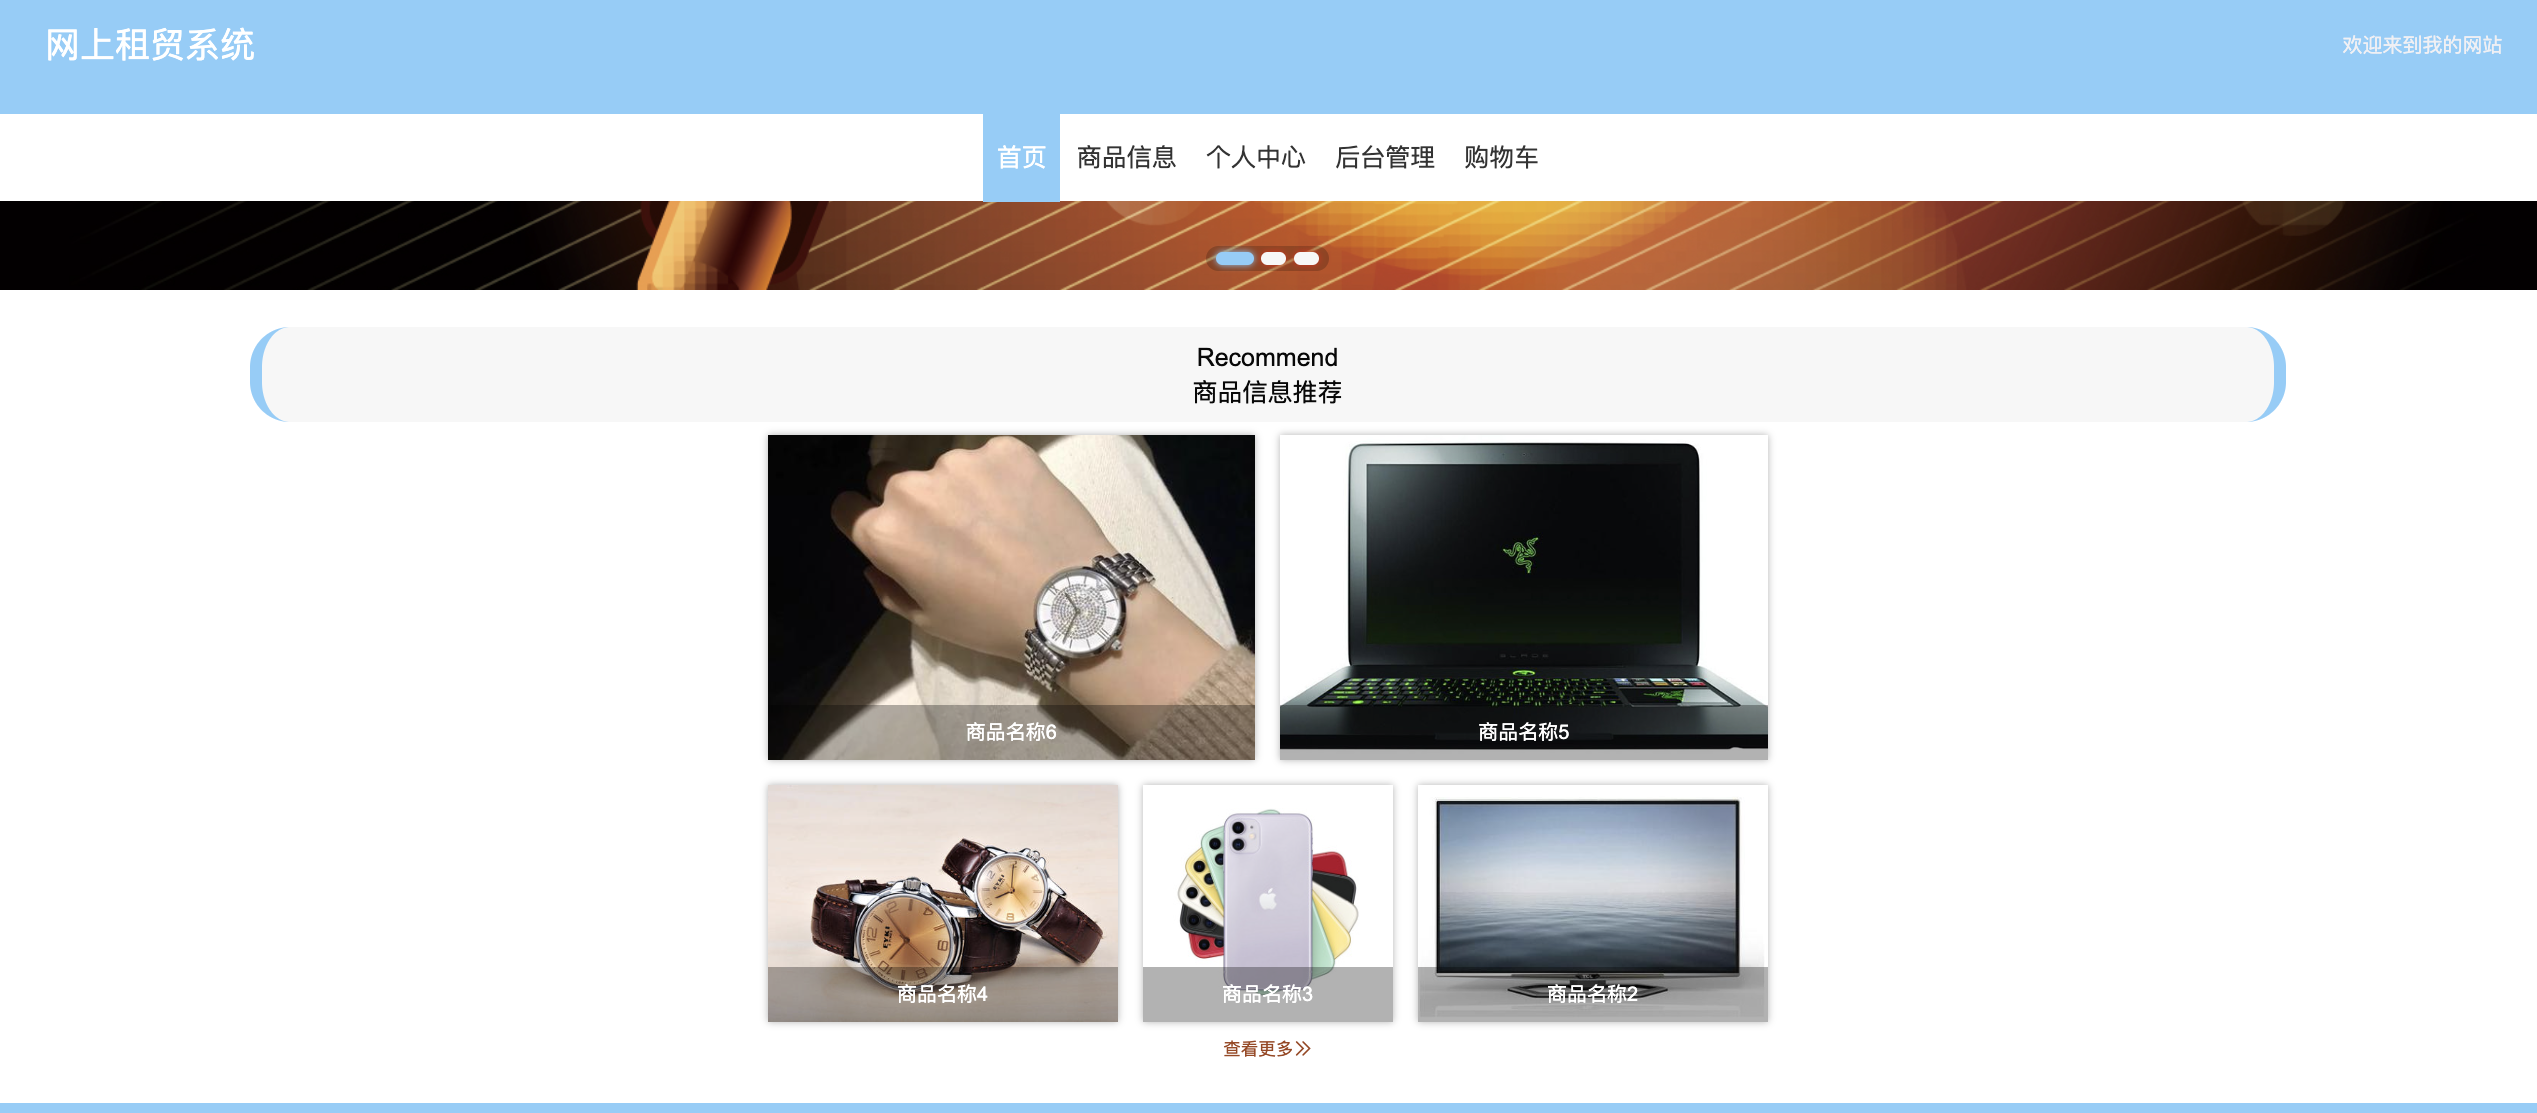 网上租贸系统
欢迎来到我的网站
首页 商品信息 个人中心 后台管理 购物车
Recommend
商品信息推荐
商品名称6
商品名称5
EYKI
EYKI
商品名称4
商品名称3
商品名称2
查看更多